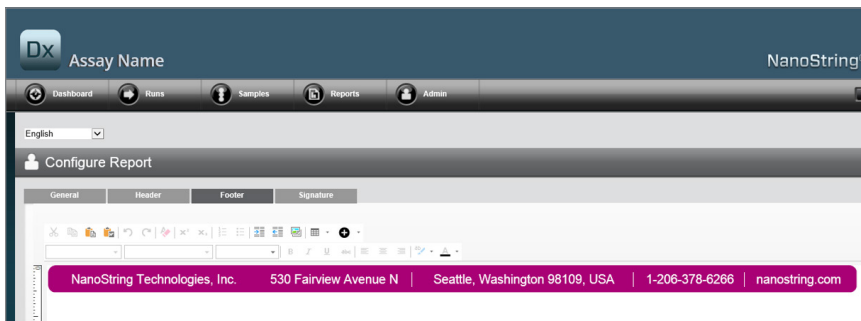 Dx Assay Name NanoString
Dashboard Runs Samples Reports Admin
English
Configure Report
General Header Footer Signature
B I U abc A
NanoString Technologies, Inc. 530 Fairview Avenue N | Seattle, Washington 98109, USA | 1-206-378-6266 | nanostring.com